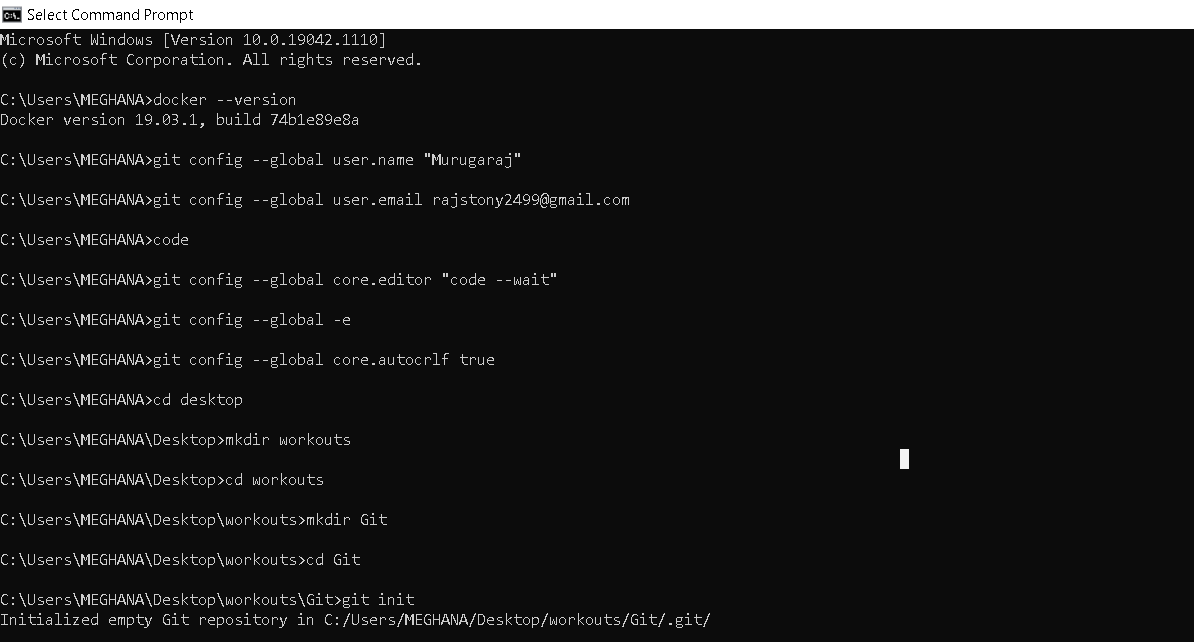 Select Command Prompt
Microsoft Windows [Version 10.0.19042.1110]
(c) Microsoft Corporation. All rights reserved.
C:\Users\MEGHANA>docker --version
Docker version 19.03.1, build 74b1e89e8a
C:\Users\MEGHANA>git config --global user.name "Murugaraj"
C:\Users\MEGHANA>git config --global user.email rajstony2499@gmail.com
C:\Users\MEGHANA>code
C:\Users\MEGHANA>git config --global core.editor "code --wait"
C:\Users\MEGHANA>git config --global -e
C:\Users\MEGHANA>git config --global core.autocrlf true
C:\Users\MEGHANA>cd desktop
C:\Users\MEGHANA\Desktop>mkdir workouts
C:\Users\MEGHANA\Desktop>cd workouts
C:\Users\MEGHANA\Desktop\workouts>mkdir Git
C:\Users\MEGHANA\Desktop\workouts>cd Git
C:\Users\MEGHANA\Desktop\workouts\Git>git init
Initialized empty Git repository in C:/Users/MEGHANA/Desktop/workouts/Git/.git/